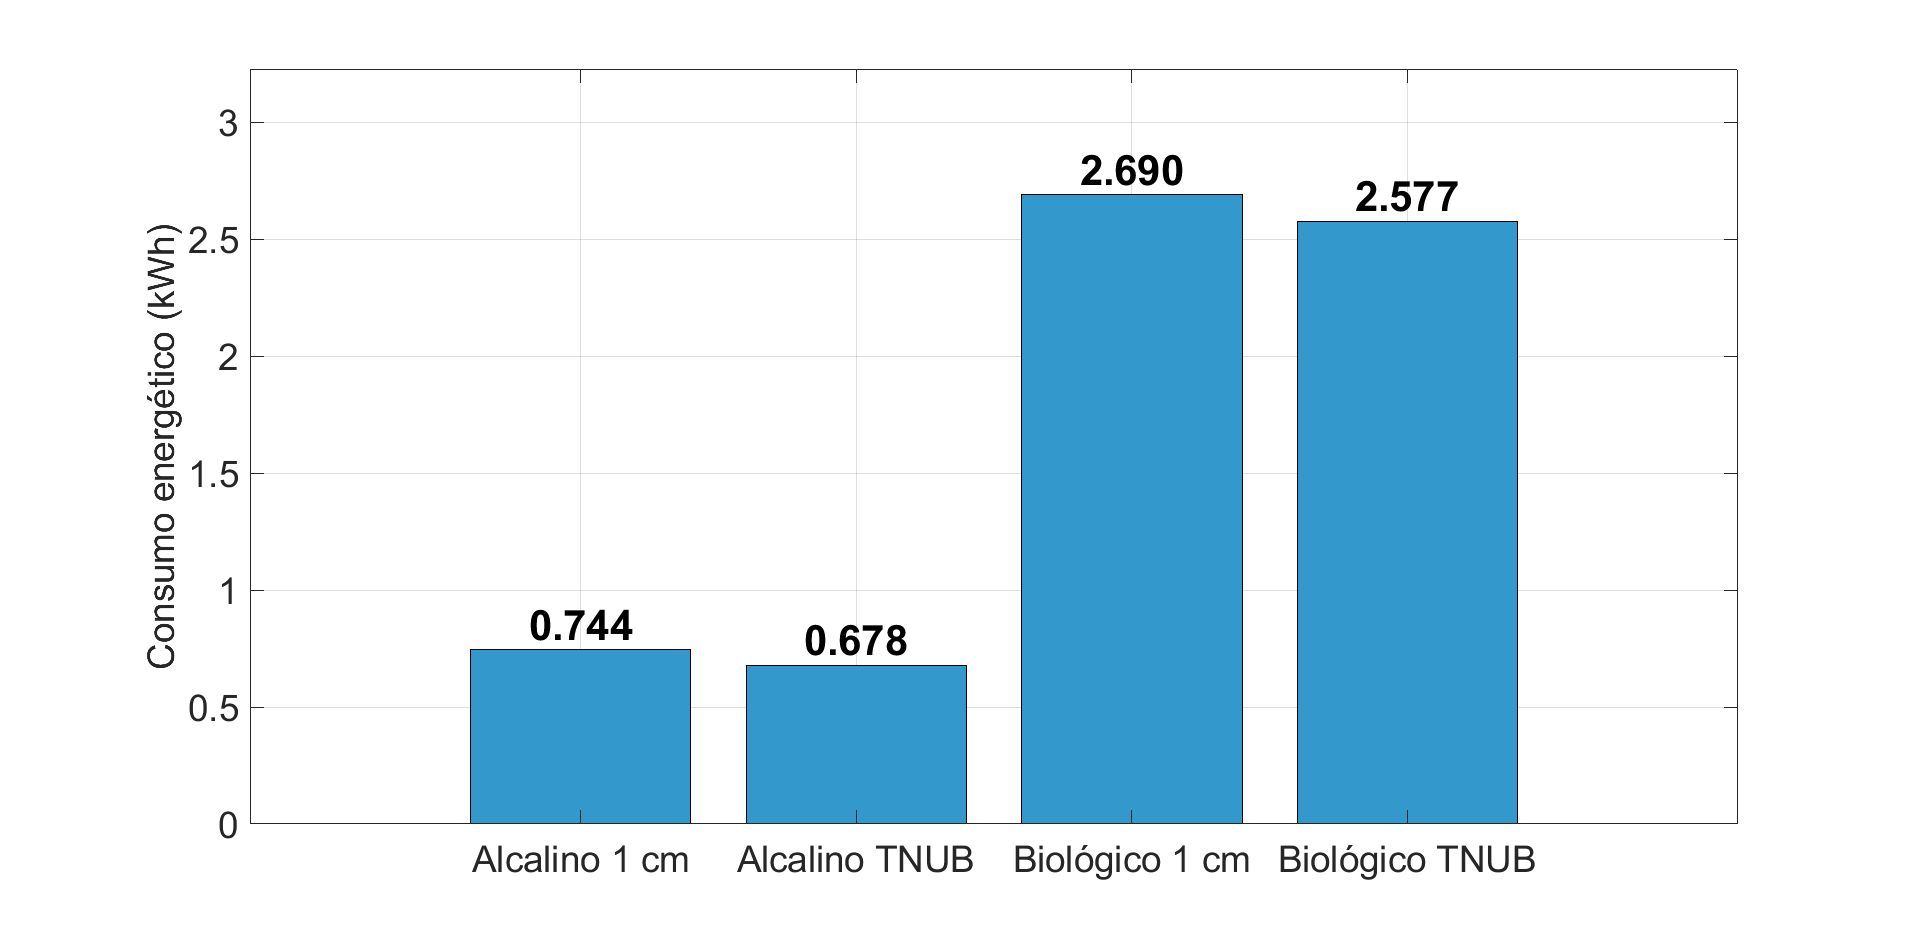 Consumo energético (kWh)
3
2.5
2
1.5
1
0.5
0
0.744
0.678
2.690
2.577
Alcalino 1 cm
Alcalino TNUB
Biológico 1 cm
Biológico TNUB